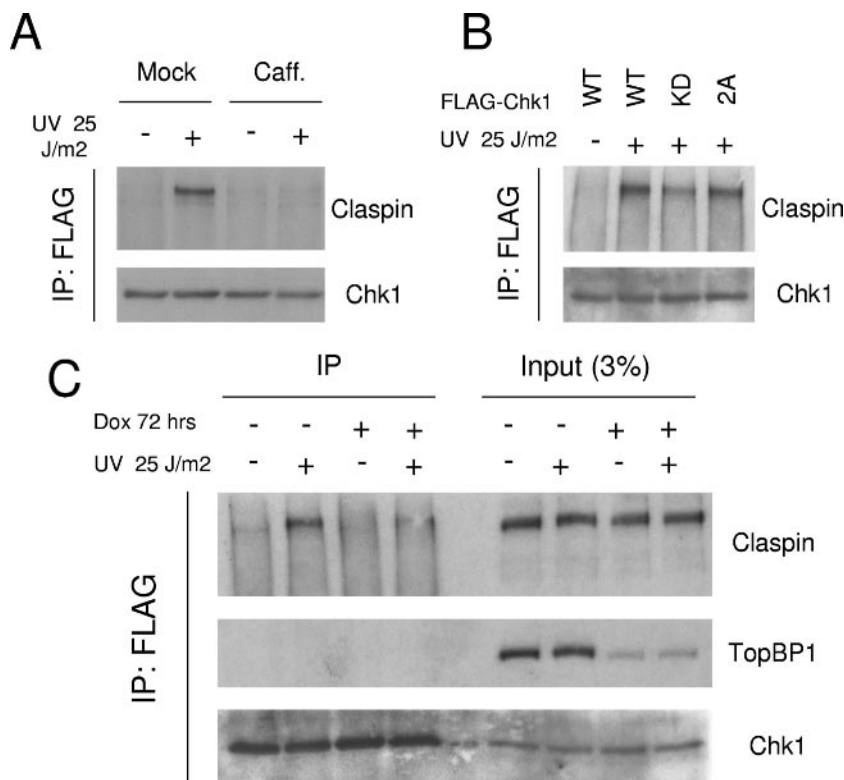 A
Mock Caff.
UV 25
J/m2
- + - +
IP: FLAG
Claspin
Chk1
B
FLAG-Chk1 WT WT KD 2A
UV 25 J/m2 - + + +
IP: FLAG
Claspin
Chk1
C
IP Input (3%)
Dox 72 hrs - - + + - - + +
UV 25 J/m2 - + - + - + - +
IP: FLAG
Claspin
TopBP1
Chk1